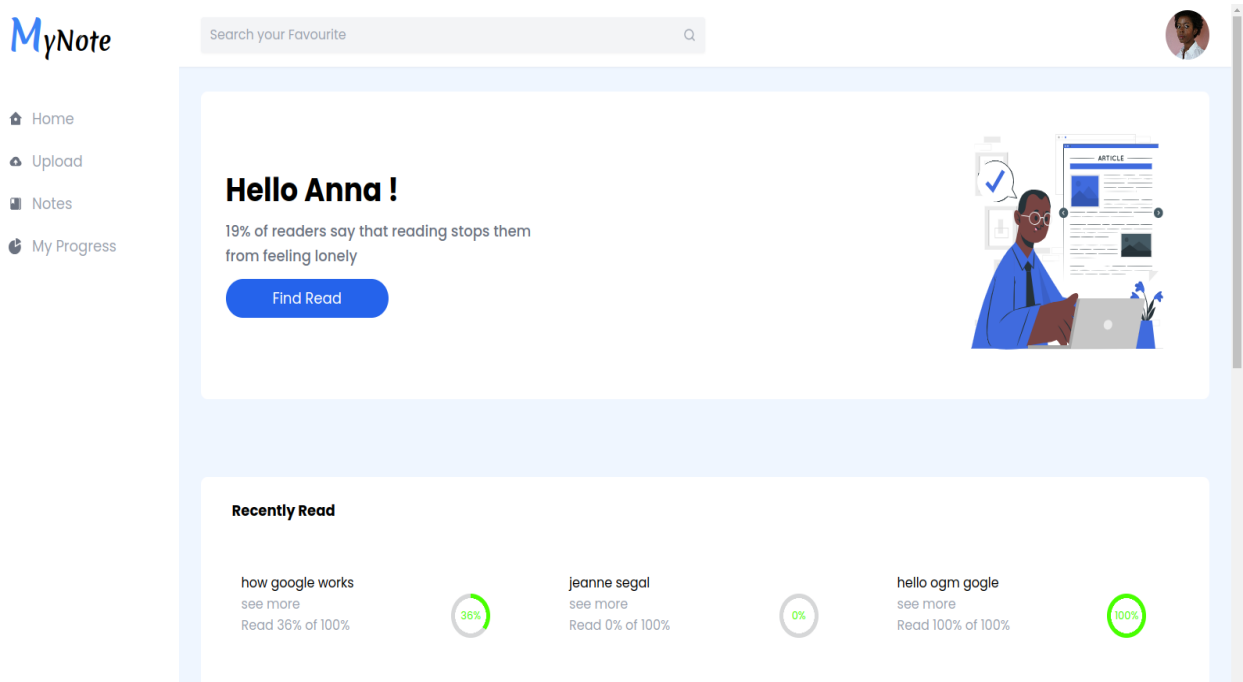 MyNote
Search your Favourite
Home
Upload
Notes
My Progress
Hello Anna !
19% of readers say that reading stops them
from feeling lonely
Find Read
ARTICLE
Recently Read
how google works
see more
Read 36% of 100%
36%
jeanne segal
see more
Read 0% of 100%
0%
hello ogm gogle
see more
Read 100% of 100%
100%